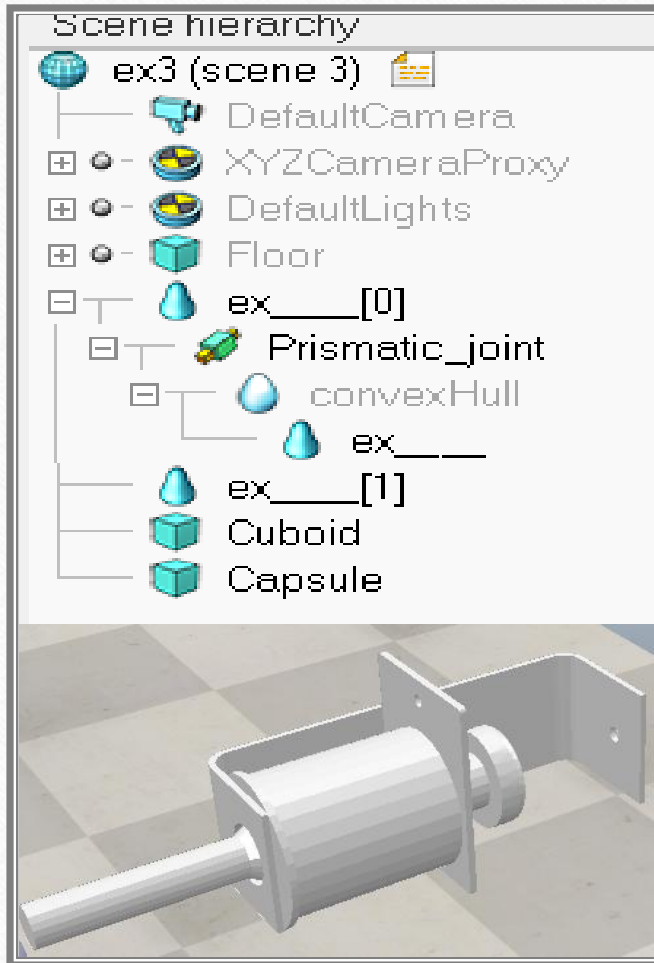 Scene hierarchy
ex3 (scene 3)
DefaultCamera
XYZCameraProxy
DefaultLights
Floor
ex____[0]
Prismatic_joint
convexHull
ex____
ex____[1]
Cuboid
Capsule